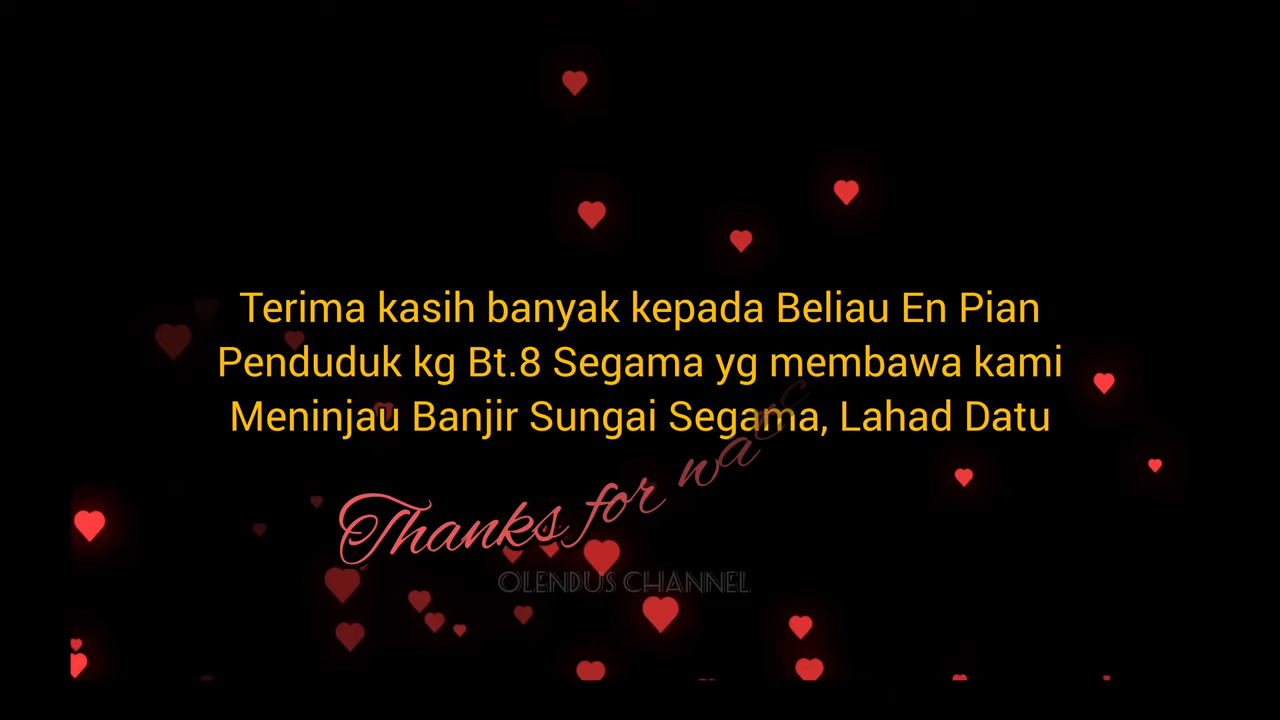 Terima kasih banyak kepada Beliau En Pian
Penduduk kg Bt.8 Segama yg membawa kami
Meninjau Banjir Sungai Segama, Lahad Datu
Thanks for
OLENDUS CHANNEL